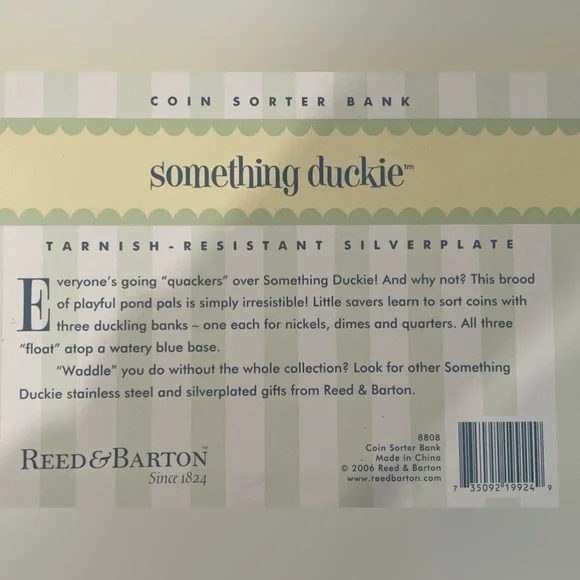 COIN SORTER BANK
something duckie™
TARNISH-RESISTANT SILVERPLATE
Everyone's going "quackers" over Something Duckie! And why not? This brood
of playful pond pals is simply irresistible! Little savers learn to sort coins with
three duckling banks – one each for nickels, dimes and quarters. All three
"float" atop a watery blue base.
"Waddle" you do without the whole collection? Look for other Something
Duckie stainless steel and silverplated gifts from Reed & Barton.
REED & BARTON™
Since 1824
8808
Coin Sorter Bank
Made in China
© 2006 Reed & Barton
www.reedbarton.com
7 35092 19924 9